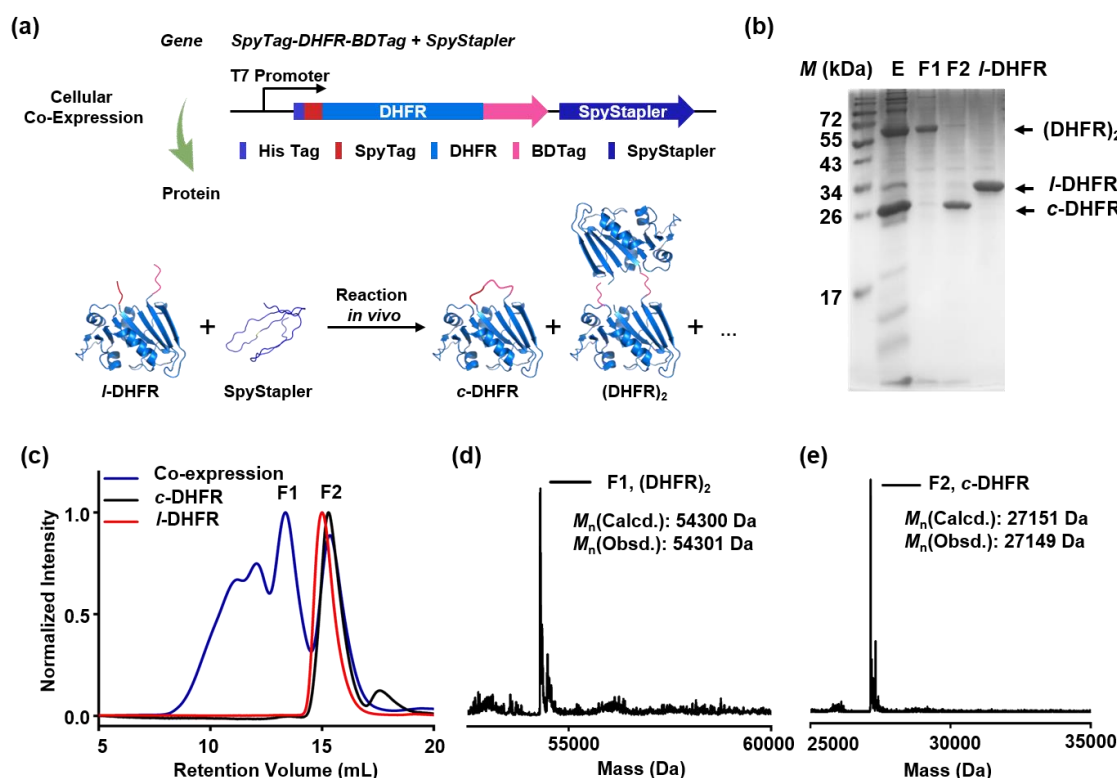 (a)
Gene SpyTag-DHFR-BDTag + SpyStapler
T7 Promoter
Cellular
Co-Expression
DHFR
SpyStapler
His Tag SpyTag DHFR BDTag SpyStapler
Protein
Reaction
in vivo
+
+
+ ...
l-DHFR
SpyStapler
c-DHFR
(DHFR)2
(b)
M (kDa) E F1 F2 l-DHFR
72
55
43
34
26
17
(DHFR)2
l-DHFR
c-DHFR
(c)
Co-expression
c-DHFR
l-DHFR
F1
F2
Normalized Intensity
1.0
0.5
0.0
5 10 15 20
Retention Volume (mL)
(d)
F1, (DHFR)2
Mn(Calcd.): 54300 Da
Mn(Obsd.): 54301 Da
55000 60000
Mass (Da)
(e)
F2, c-DHFR
Mn(Calcd.): 27151 Da
Mn(Obsd.): 27149 Da
25000 30000 35000
Mass (Da)